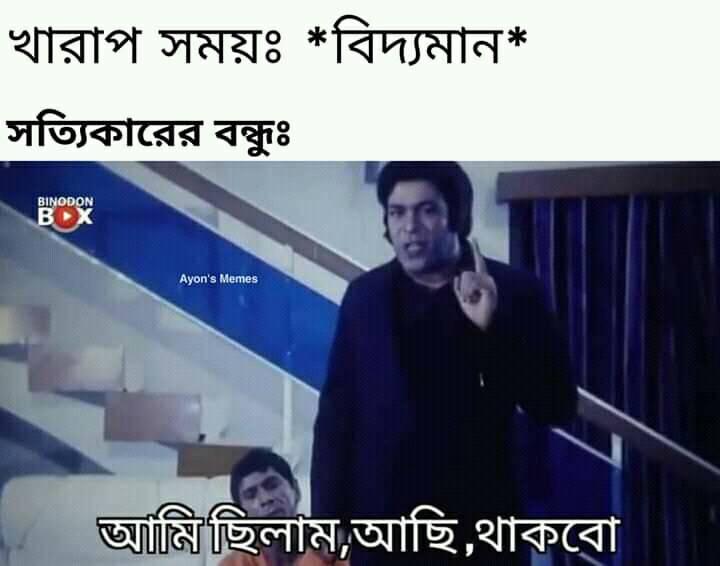 খারাপ সময়ঃ *বিদ্যমান*
সত্যিকারের বন্ধুঃ
BINODON
BOX
Ayon's Memes
আমি ছিলাম,আছি,থাকবো